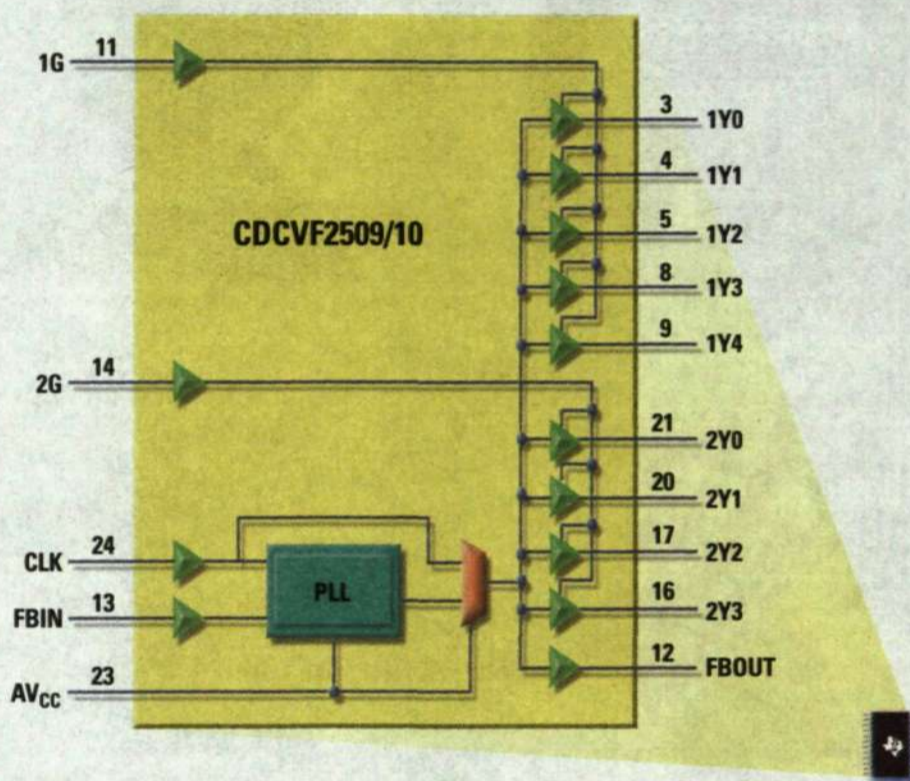 1G 11
3 1Y0
4 1Y1
CDCVF2509/10
5 1Y2
8 1Y3
9 1Y4
2G 14
21 2Y0
20 2Y1
CLK 24
17 2Y2
PLL
FBIN 13
16 2Y3
12 FBOUT
AVCC 23